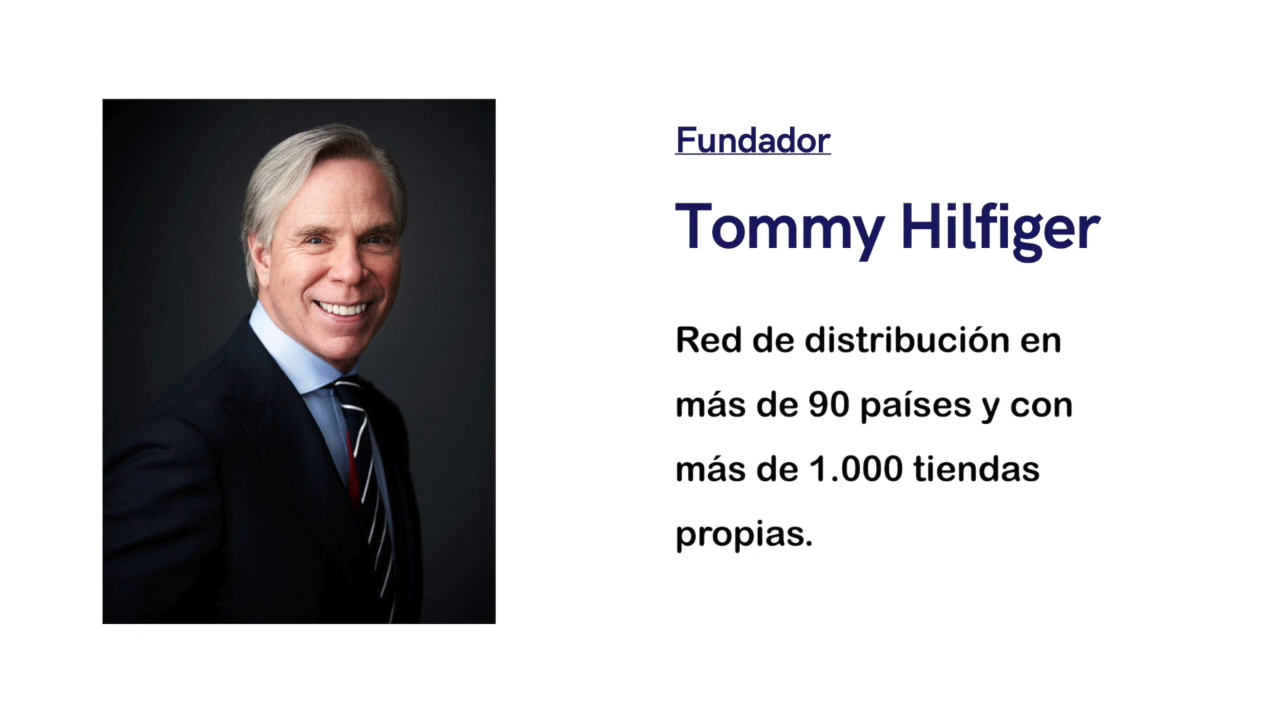 Fundador
Tommy Hilfiger
Red de distribución en
más de 90 países y con
más de 1.000 tiendas
propias.